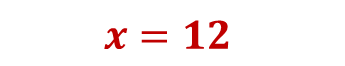 x = 12